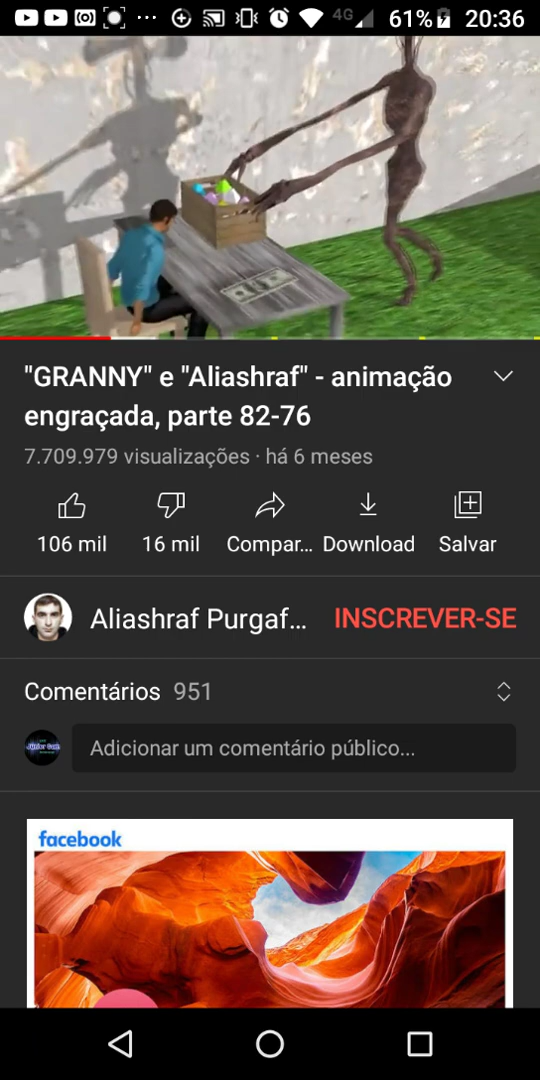 4G 61% 20:36
"GRANNY" e "Aliashraf" - animação
engraçada, parte 82-76
7.709.979 visualizações · há 6 meses
106 mil 16 mil Compar... Download Salvar
Aliashraf Purgaf... INSCREVER-SE
Comentários 951
Adicionar um comentário público...
facebook